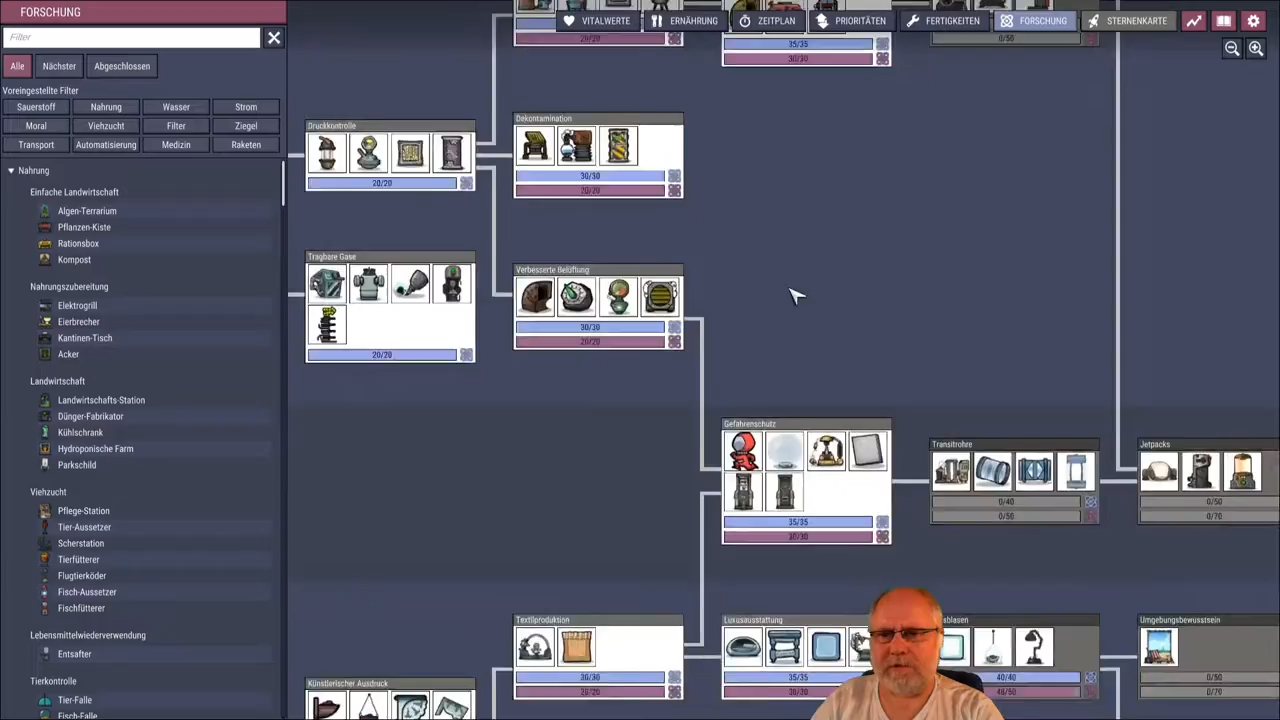 FORSCHUNG
VITALWERTE
ERNÄHRUNG
ZEITPLAN
PRIORITÄTEN
FERTIGKEITEN
FORSCHUNG
STERNENKARTE
Filter
Alle
Nächster
Abgeschlossen
Voreingestellte Filter
Sauerstoff
Nahrung
Wasser
Strom
Moral
Viehzucht
Filter
Ziegel
Transport
Automatisierung
Medizin
Raketen
Nahrung
Einfache Landwirtschaft
Algen-Terrarium
Pflanzen-Kiste
Rationsbox
Kompost
Nahrungszubereitung
Elektrogrill
Eierbrecher
Kantinen-Tisch
Acker
Landwirtschaft
Landwirtschafts-Station
Dünger-Fabrikator
Kühlschrank
Hydroponische Farm
Parkschild
Viehzucht
Pflege-Station
Tier-Aussetzer
Scherstation
Tierfütterer
Flugtierköder
Fisch-Aussetzer
Fischfütterer
Lebensmittelwiederverwendung
Entsafter
Tierkontrolle
Tier-Falle
Fisch-Falle
20/20
35/35
30/30
0/50
Druckkontrolle
20/20
Dekontamination
30/30
20/20
Tragbare Gase
20/20
Verbesserte Belüftung
30/30
20/20
Gefahrenschutz
35/35
30/30
Transitrohre
0/40
0/50
Jetpacks
0/50
0/70
Textilproduktion
30/30
20/20
Luxusausstattung
35/35
30/30
sblasen
40/40
48/50
Umgebungsbewusstsein
0/50
0/70
Künstlerischer Ausdruck